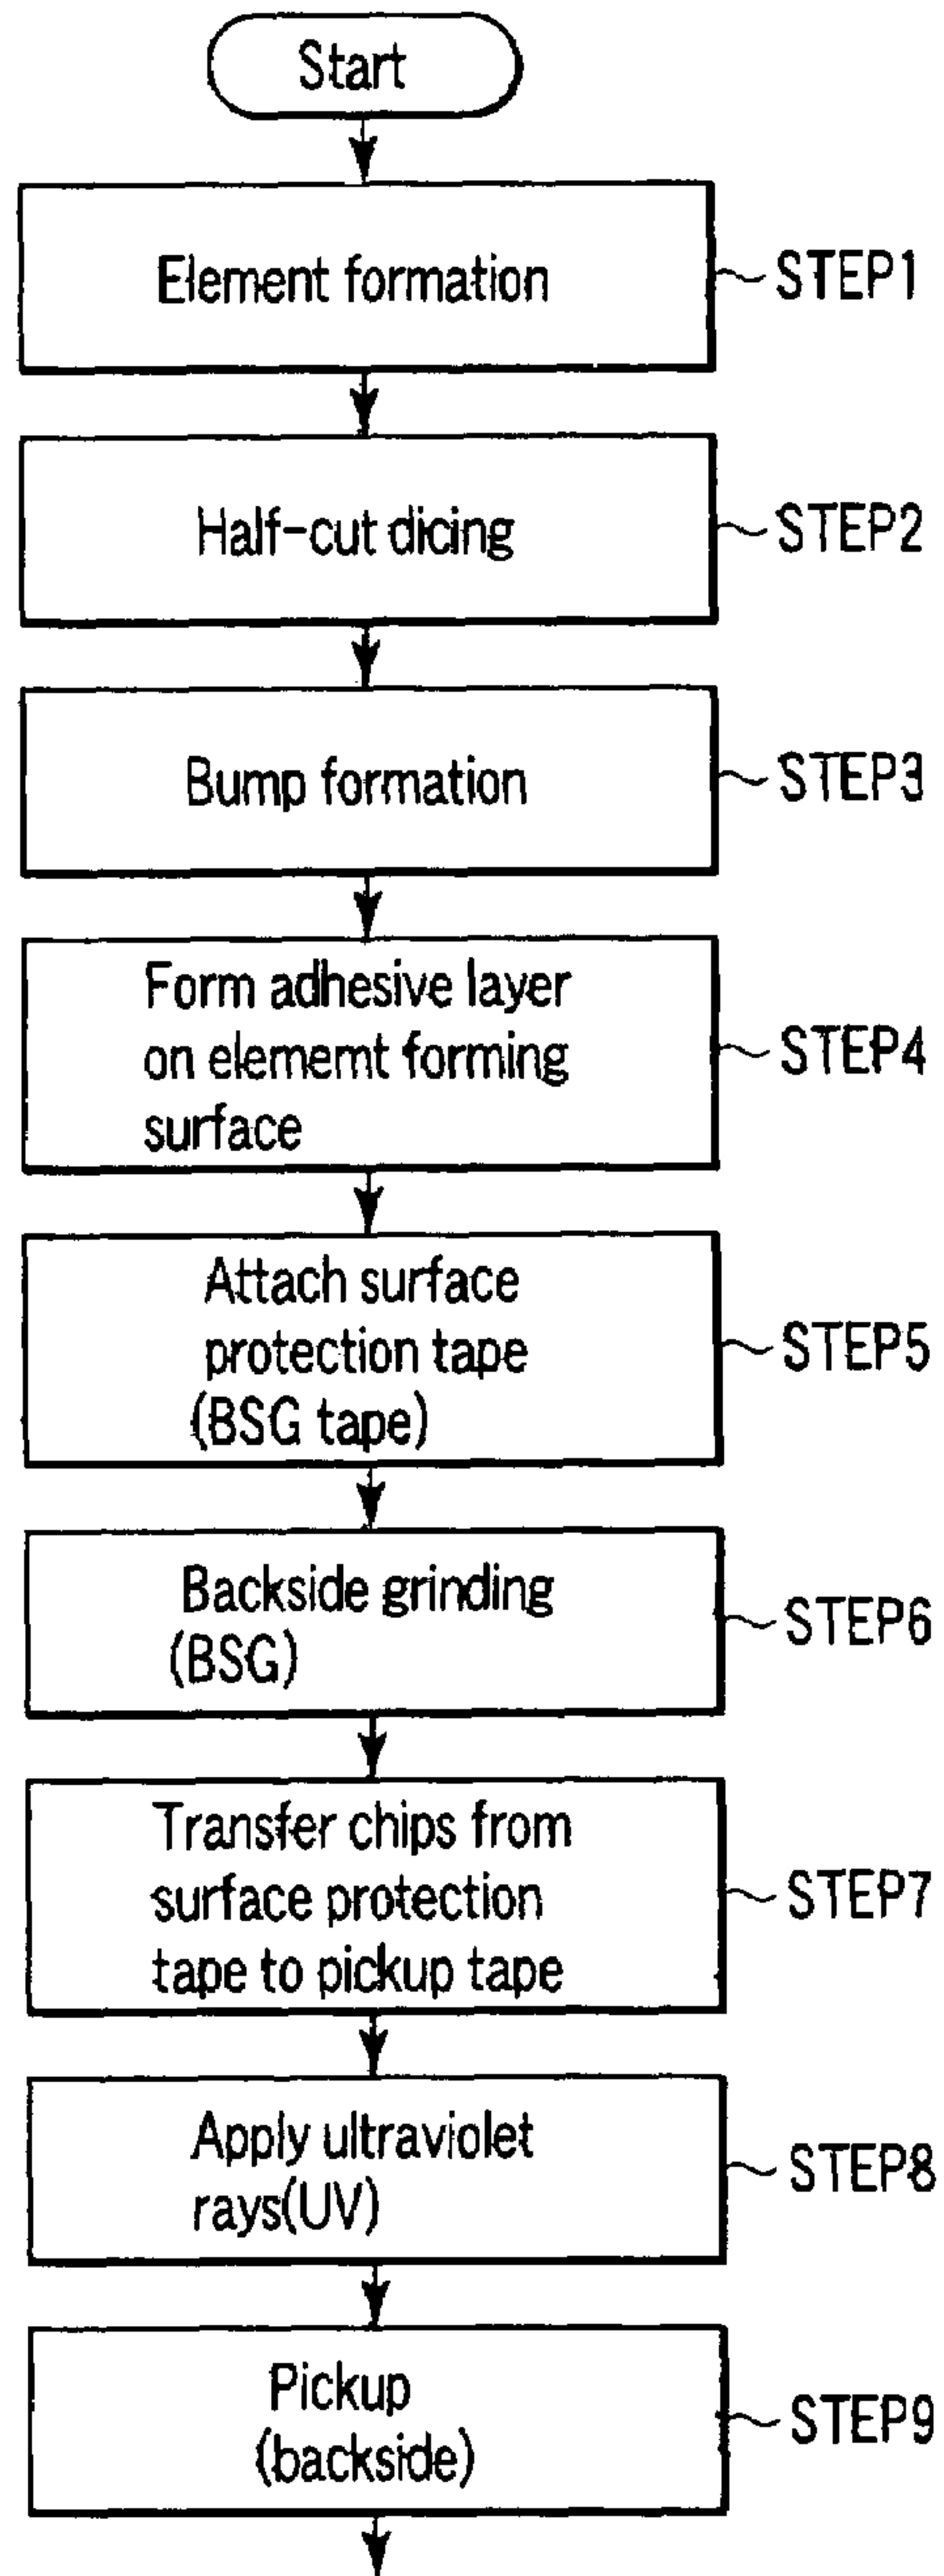 Start
Element formation
STEP1
Half-cut dicing
STEP2
Bump formation
STEP3
Form adhesive layer
on elememt forming
surface
STEP4
Attach surface
protection tape
(BSG tape)
STEP5
Backside grinding
(BSG)
STEP6
Transfer chips from
surface protection
tape to pickup tape
STEP7
Apply ultraviolet
rays(UV)
STEP8
Pickup
(backside)
STEP9